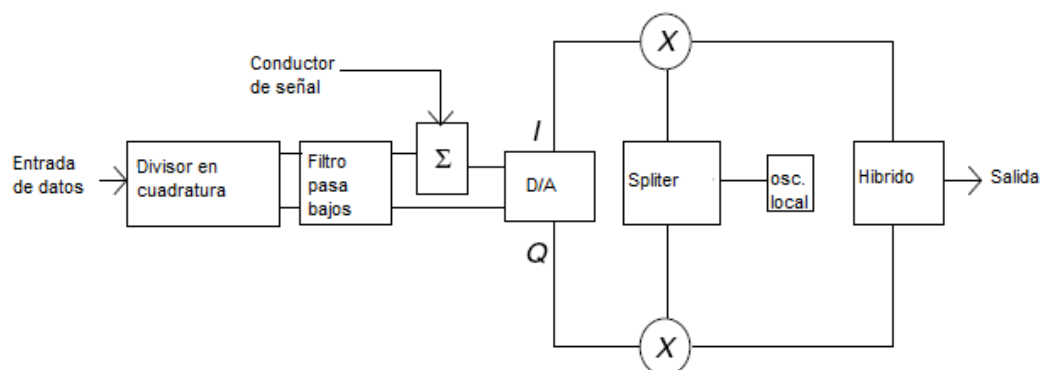 Conductor
de señal
X
Entrada
de datos
Divisor en
cuadratura
Filtro
pasa
bajos
Σ
I
D/A
Q
Spliter
osc.
local
Hibrido
Salida
X